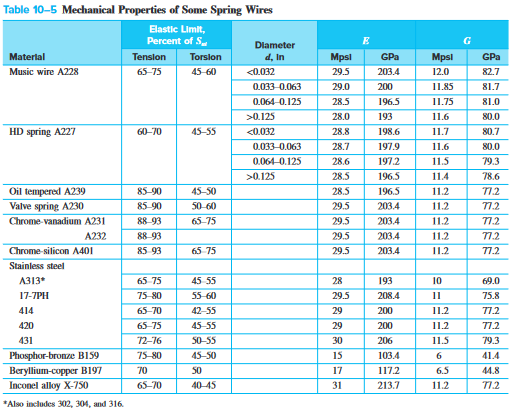 Table 10–5 Mechanical Properties of Some Spring Wires
Elastic Limit,
Percent of Sut
Diameter
d, in
E
G
Material
Tension
Torsion
Mpsi
GPa
Mpsi
GPa
Music wire A228 65–75 45–60 <0.032 29.5 203.4 12.0 82.7
0.033–0.063 29.0 200 11.85 81.7
0.064–0.125 28.5 196.5 11.75 81.0
>0.125 28.0 193 11.6 80.0
HD spring A227 60–70 45–55 <0.032 28.8 198.6 11.7 80.7
0.033–0.063 28.7 197.9 11.6 80.0
0.064–0.125 28.6 197.2 11.5 79.3
>0.125 28.5 196.5 11.4 78.6
Oil tempered A239 85–90 45–50 28.5 196.5 11.2 77.2
Valve spring A230 85–90 50–60 29.5 203.4 11.2 77.2
Chrome-vanadium A231 88–93 65–75 29.5 203.4 11.2 77.2
A232 88–93 29.5 203.4 11.2 77.2
Chrome-silicon A401 85–93 65–75 29.5 203.4 11.2 77.2
Stainless steel
A313* 65–75 45–55 28 193 10 69.0
17-7PH 75–80 55–60 29.5 208.4 11 75.8
414 65–70 42–55 29 200 11.2 77.2
420 65–75 45–55 29 200 11.2 77.2
431 72–76 50–55 30 206 11.5 79.3
Phosphor-bronze B159 75–80 45–50 15 103.4 6 41.4
Beryllium-copper B197 70 50 17 117.2 6.5 44.8
Inconel alloy X-750 65–70 40–45 31 213.7 11.2 77.2
*Also includes 302, 304, and 316.